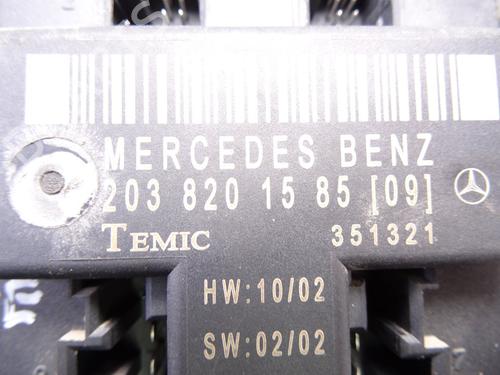 MERCEDES BENZ
203 820 15 85 [09]
TEMIC 351321
HW:10/02
SW:02/02